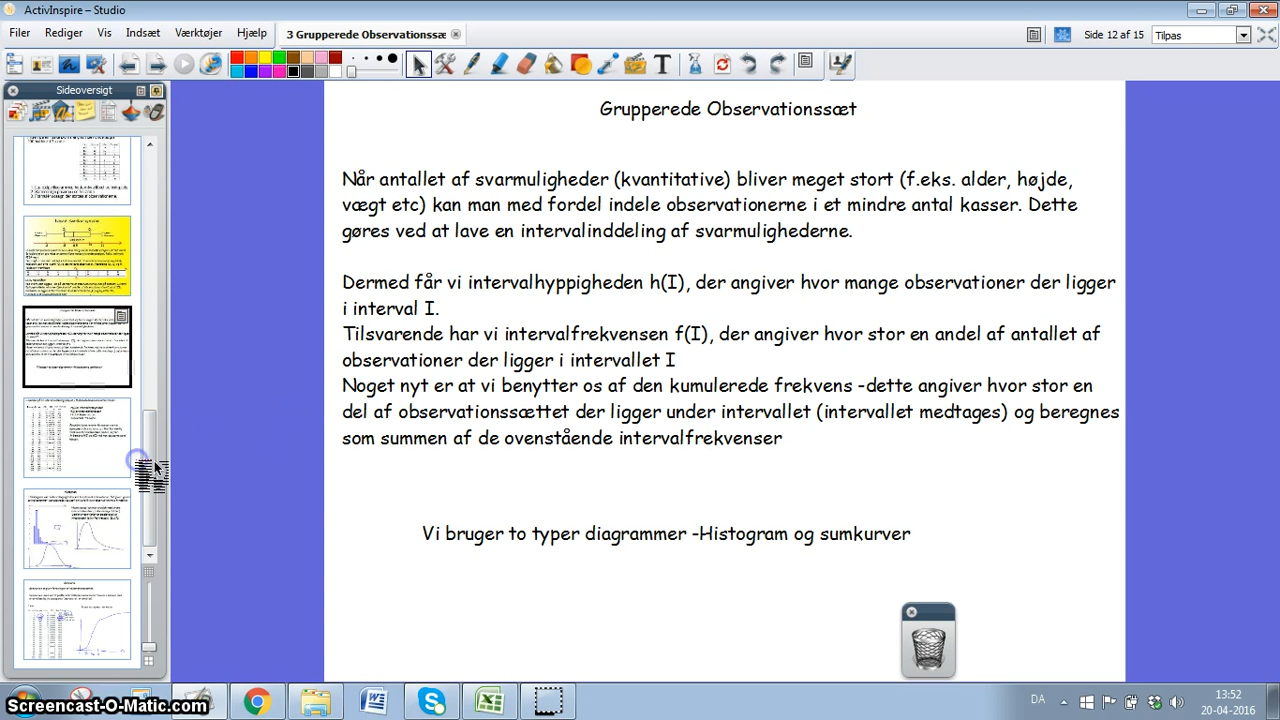 ActivInspire – Studio
Filer Rediger Vis Indsæt Værktøjer Hjælp 3 Grupperede Observationssæ Side 12 af 15 Tilpas
Sideoversigt
Grupperede Observationssæt
Når antallet af svarmuligheder (kvantitative) bliver meget stort (f.eks. alder, højde,
vægt etc) kan man med fordel indele observationerne i et mindre antal kasser. Dette
gøres ved at lave en intervalinddeling af svarmulighederne.
Dermed får vi intervalhyppigheden h(I), der angiver hvor mange observationer der ligger
i interval I.
Tilsvarende har vi intervalfrekvensen f(I), der angiver hvor stor en andel af antallet af
observationer der ligger i intervallet I
Noget nyt er at vi benytter os af den kumulerede frekvens -dette angiver hvor stor en
del af observationssættet der ligger under intervallet (intervallet medtages) og beregnes
som summen af de ovenstående intervalfrekvenser
Vi bruger to typer diagrammer -Histogram og sumkurver
DA
13:52
20-04-2016
Screencast-O-Matic.com